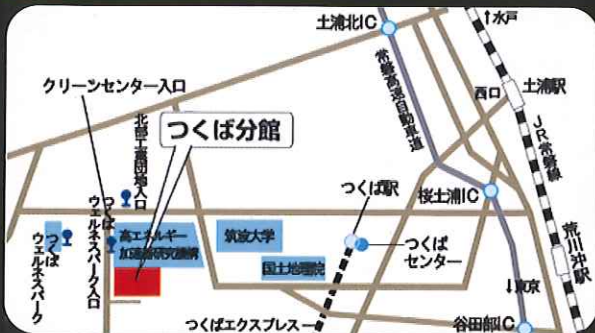 土浦北IC
↑水戸
クリーンセンター入口
常磐高速自動車道
西口
土浦駅
北部工業団地入口
つくば分館
JR常磐線
つくば駅
桜土浦IC
つくば
ウェルネスパーク入口
高エネルギー
加速器研究機構
筑波大学
つくば
センター
荒川沖駅
つくば
ウェルネスパーク
国土地理院
↓東京
つくばエクスプレス
谷田部IC